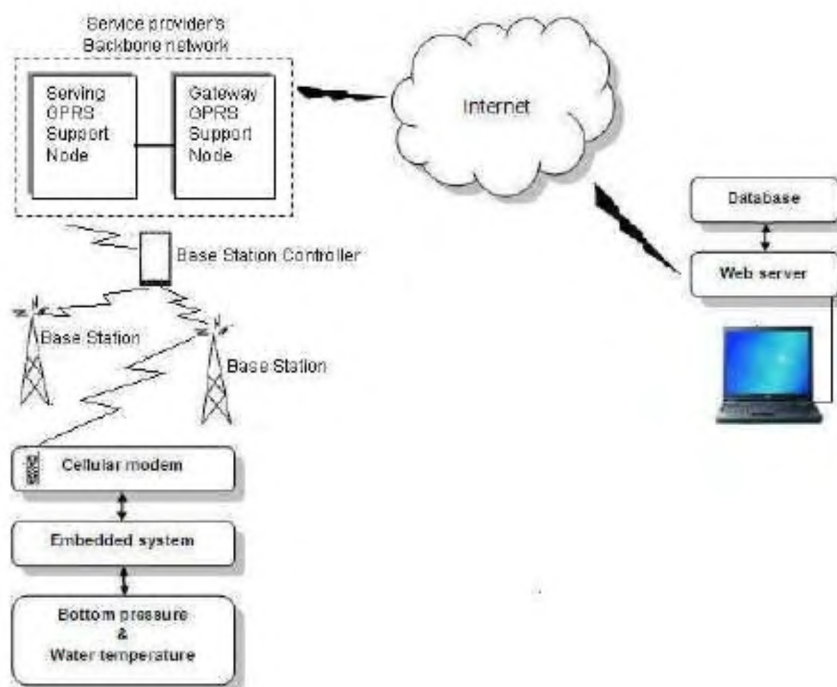 Service provider's
Backbone network
Serving
GPRS
Support
Node
Gateway
GPRS
Support
Node
Internet
Database
Web server
Base Station Controller
Base Station
Base Station
Cellular modem
Embedded system
Bottom pressure
&
Water temperature